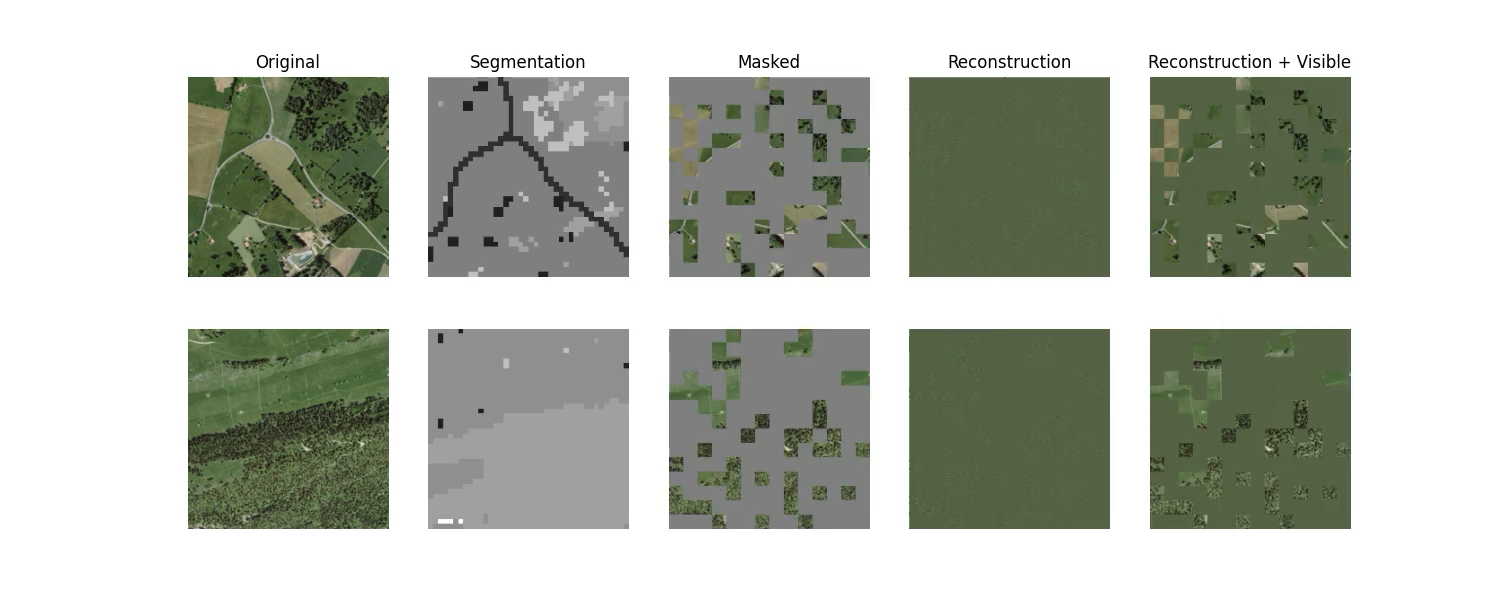 Original Segmentation Masked Reconstruction Reconstruction + Visible